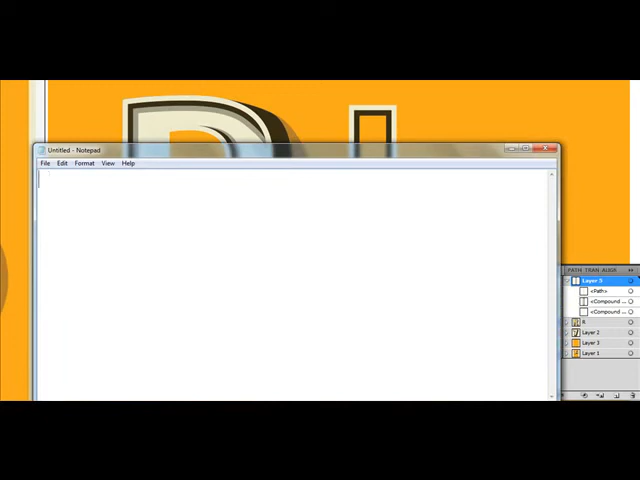 R
Untitled - Notepad
File Edit Format View Help
PATH TRAN ALIGN
Layer 5
<Path>
<Compound ...
<Compound ...
R
Layer 2
Layer 3
Layer 1